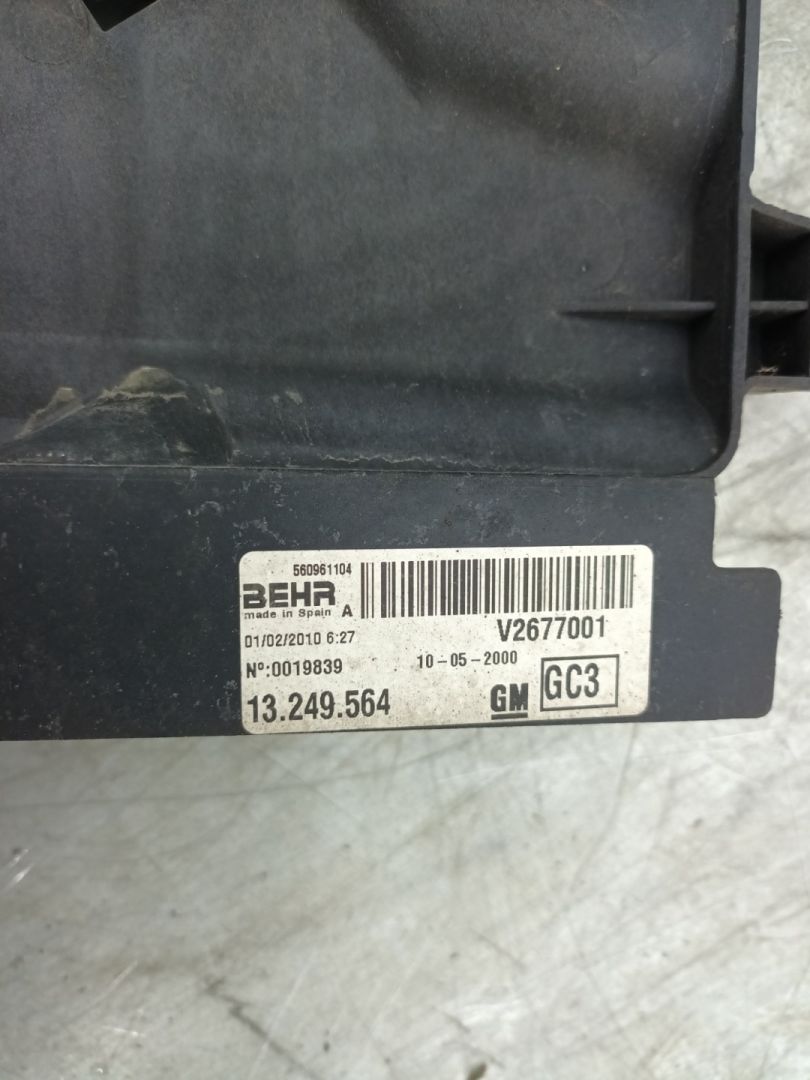 560961104
BEHR
made in Spain A
V2677001
01/02/2010 6:27
Nº:0019839 10-05-2000
13.249.564 GM GC3